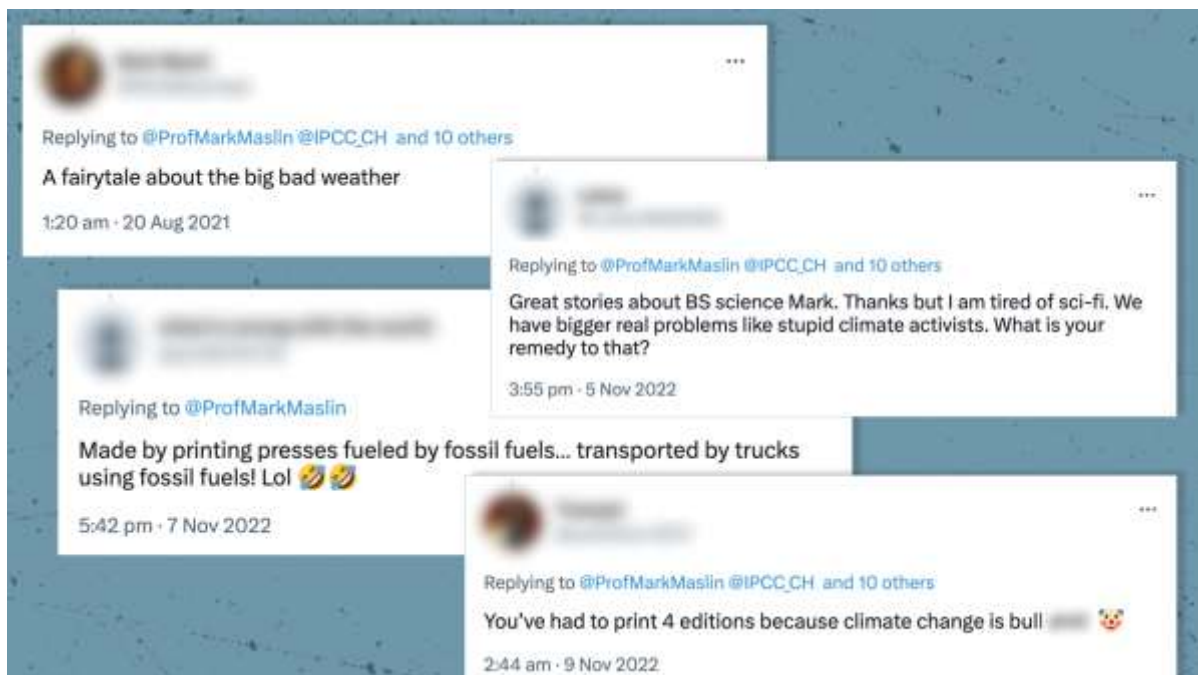 Replying to @ProfMarkMaslin @IPCC_CH and 10 others
A fairytale about the big bad weather
1:20 am · 20 Aug 2021
Replying to @ProfMarkMaslin @IPCC_CH and 10 others
Great stories about BS science Mark. Thanks but I am tired of sci-fi. We
have bigger real problems like stupid climate activists. What is your
remedy to that?
3:55 pm · 5 Nov 2022
Replying to @ProfMarkMaslin
Made by printing presses fueled by fossil fuels... transported by trucks
using fossil fuels! Lol 🤣🤣
5:42 pm · 7 Nov 2022
Replying to @ProfMarkMaslin @IPCC_CH and 10 others
You've had to print 4 editions because climate change is bull 🤡
2:44 am · 9 Nov 2022